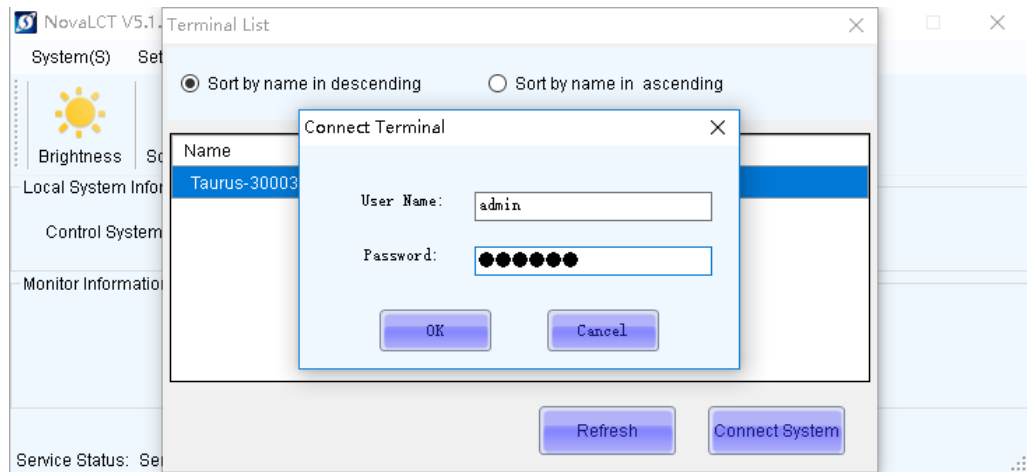 NovaLCT V5.1.
Terminal List
System(S) Set
Sort by name in descending
Sort by name in ascending
Connect Terminal
Brightness
Name
Local System Infor
Taurus-30003
User Name: admin
Control System
Password: ●●●●●●
Monitor Informatio
OK
Cancel
Refresh
Connect System
Service Status: Se